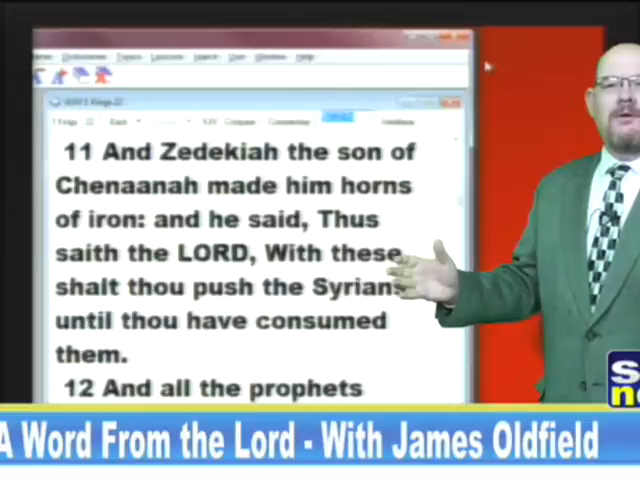 11 And Zedekiah the son of
Chenaanah made him horns
of iron: and he said, Thus
saith the LORD, With these
shalt thou push the Syrians
until thou have consumed
them.
12 And all the prophets
A Word From the Lord - With James Oldfield